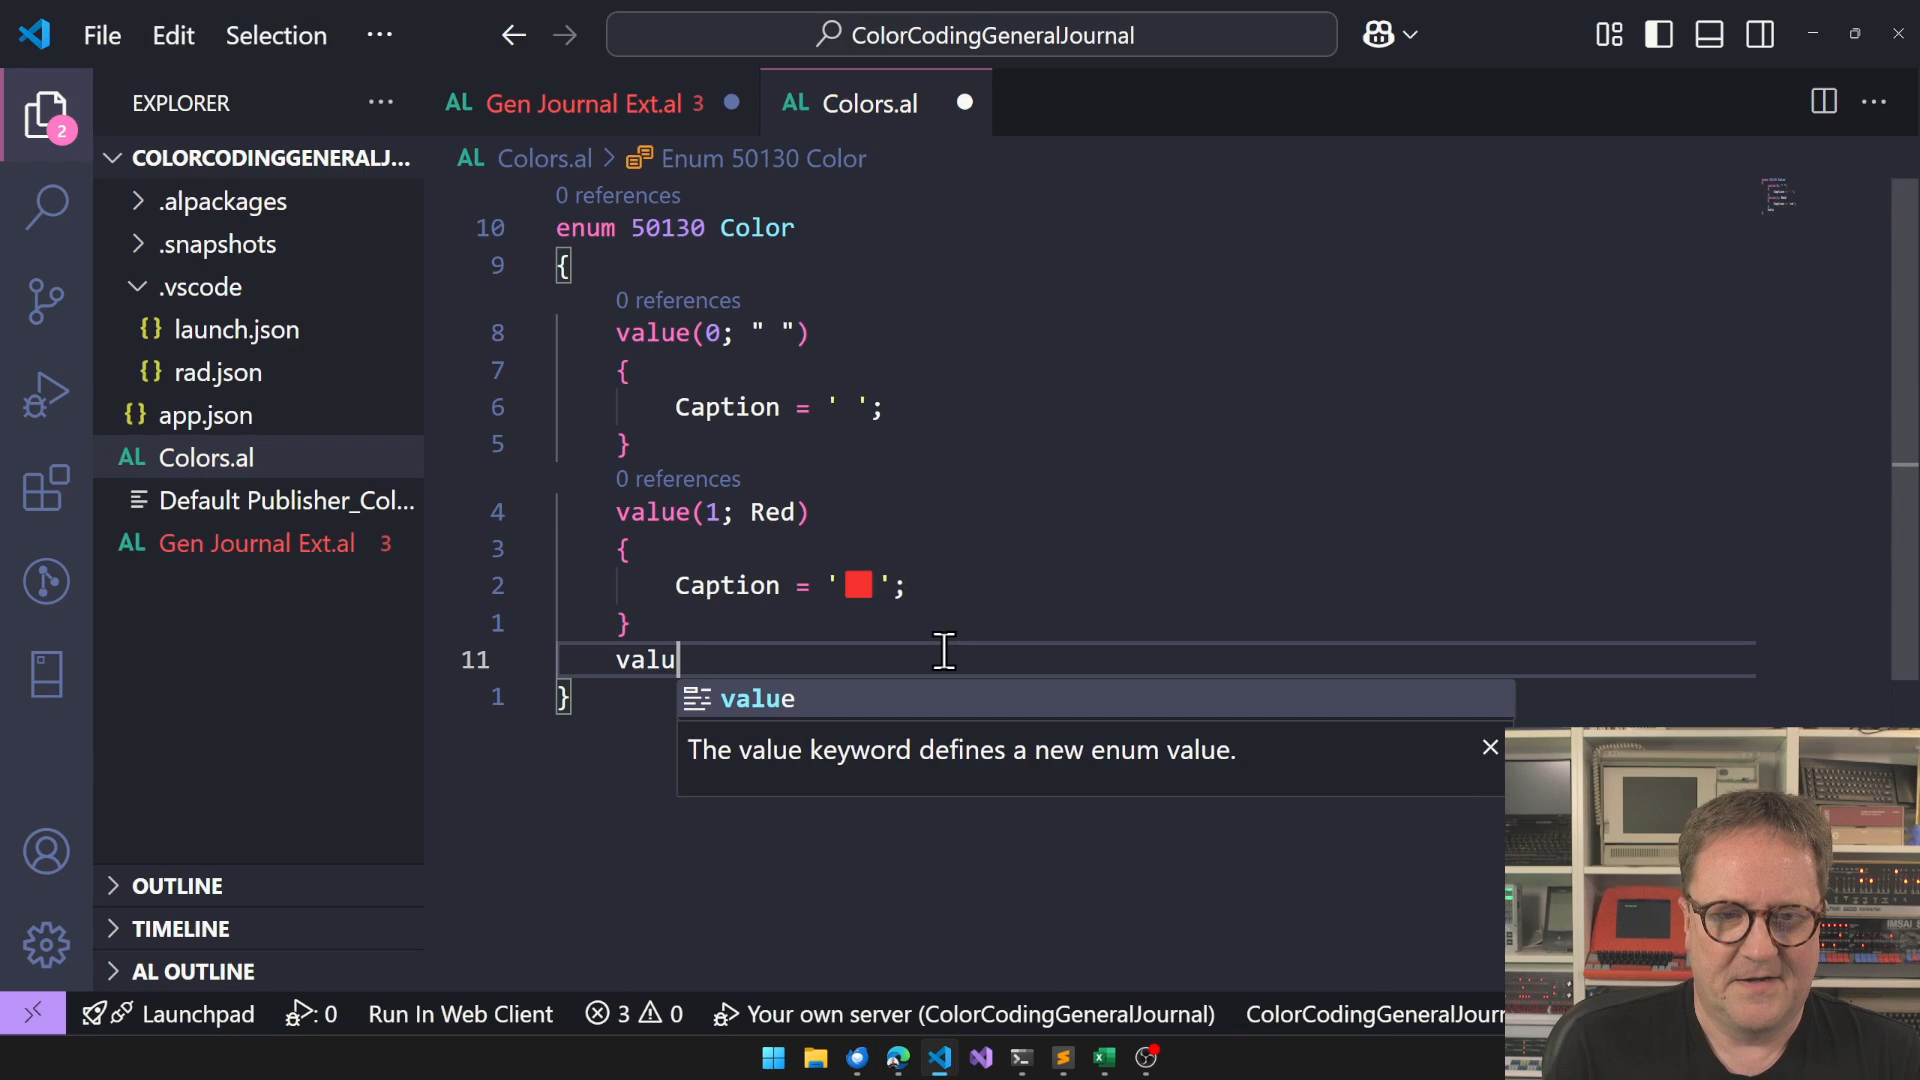 File Edit Selection ···
ColorCodingGeneralJournal
EXPLORER ···
AL Gen Journal Ext.al 3
AL Colors.al
COLORCODINGGENERALJ...
.alpackages
.snapshots
.vscode
{} launch.json
{} rad.json
{} app.json
AL Colors.al
Default Publisher_Col...
AL Gen Journal Ext.al 3
2
AL Colors.al > Enum 50130 Color
0 references
10 enum 50130 Color
9 {
0 references
8 value(0; " ")
7 {
6 Caption = ' ';
5 }
0 references
4 value(1; Red)
3 {
2 Caption = '🟥';
1 }
11 valu
1 }
value
The value keyword defines a new enum value.
OUTLINE
TIMELINE
AL OUTLINE
Launchpad
: 0
Run In Web Client
3
0
Your own server (ColorCodingGeneralJournal)
ColorCodingGeneralJourr
IMSAI